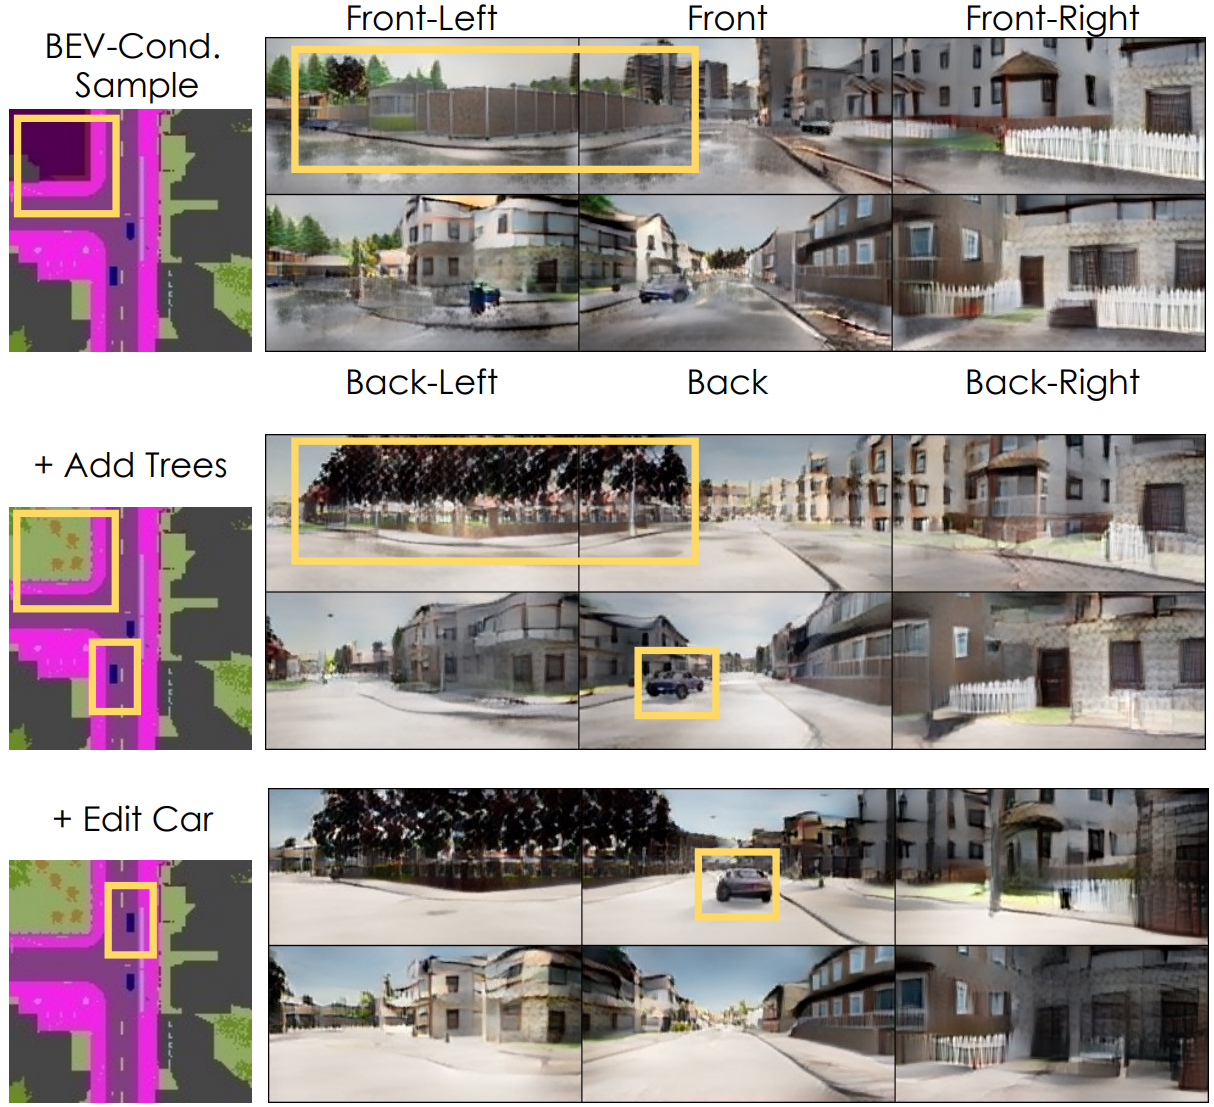 Front-Left Front Front-Right
BEV-Cond.
Sample
Back-Left Back Back-Right
+ Add Trees
+ Edit Car